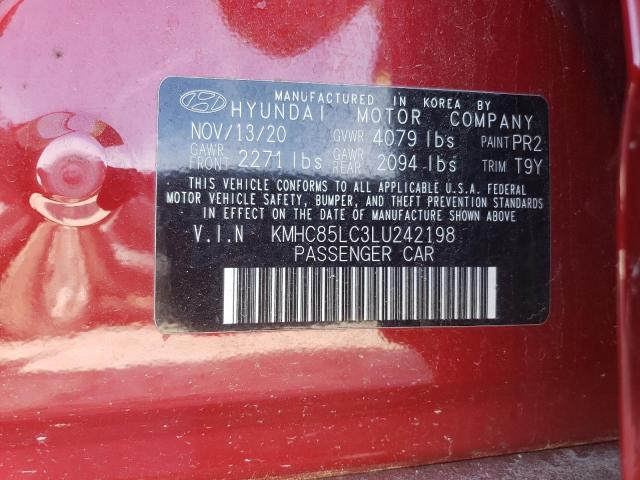 MANUFACTURED IN KOREA BY
HYUNDAI MOTOR COMPANY
NOV/13/20 GVWR 4079 lbs PAINT PR2
GAWR FRONT 2271 lbs GAWR REAR 2094 lbs TRIM T9Y
THIS VEHICLE CONFORMS TO ALL APPLICABLE U.S.A. FEDERAL
MOTOR VEHICLE SAFETY, BUMPER, AND THEFT PREVENTION STANDARDS
IN EFFECT ON THE DATE OF MANUFACTURE SHOWN ABOVE.
V.I.N KMHC85LC3LU242198
PASSENGER CAR